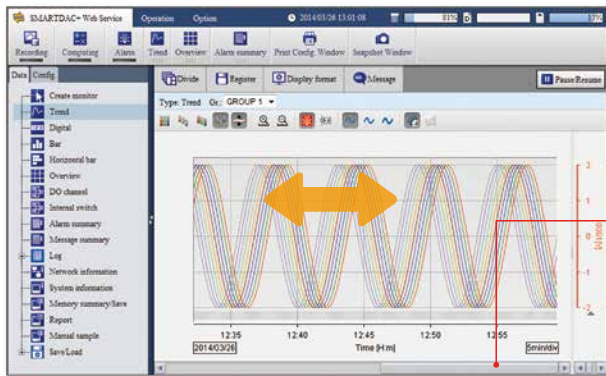 SMARTDAC+ Web Service Operation Option 2014/03/26 13:01:08 81% D
Recording Computing Alarm Trend Overview Alarm summary Print Config. Window Snapshot Window
Data Config.
Divide Register Display format Message Pause/Resume
Create monitor
Trend
Digital
Bar
Horizontal bar
Overview
DO channel
Internal switch
Alarm summary
Message summary
Log
Network information
System information
Memory summary/Save
Report
Manual sample
Save/Load
Type: Trend Gr.: GROUP 1
2
1
0
-1
-2
12:35 12:40 12:45 12:50 12:55
2014/03/26 Time [H:m] 5min/div